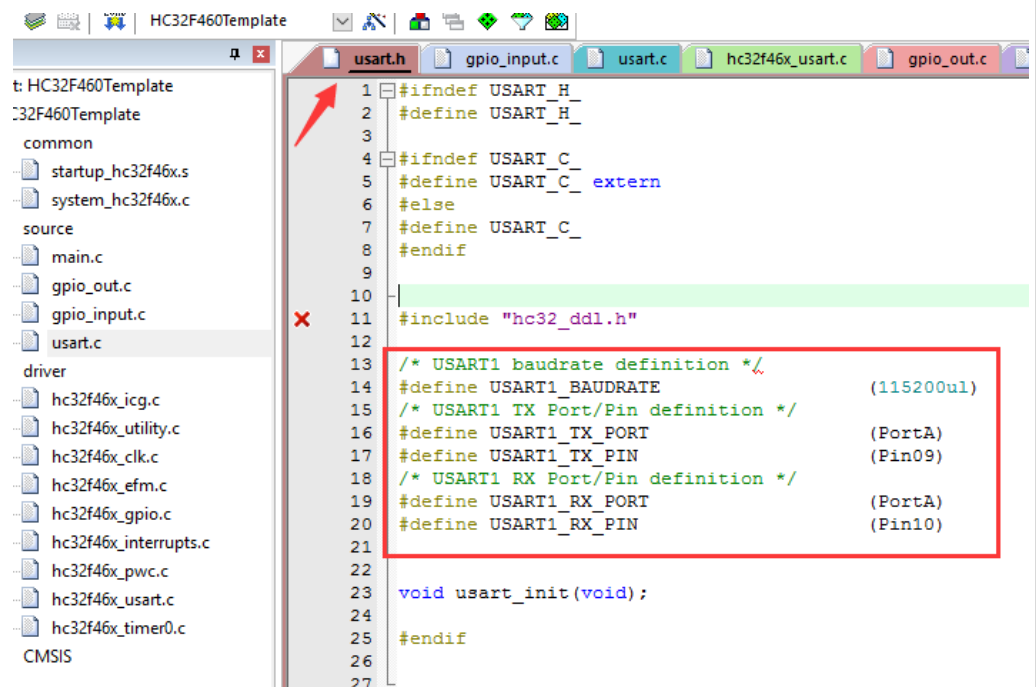 HC32F460Template
t: HC32F460Template
C32F460Template
common
startup_hc32f46x.s
system_hc32f46x.c
source
main.c
gpio_out.c
gpio_input.c
usart.c
driver
hc32f46x_icg.c
hc32f46x_utility.c
hc32f46x_clk.c
hc32f46x_efm.c
hc32f46x_gpio.c
hc32f46x_interrupts.c
hc32f46x_pwc.c
hc32f46x_usart.c
hc32f46x_timer0.c
CMSIS
usart.h gpio_input.c usart.c hc32f46x_usart.c gpio_out.c
1 #ifndef USART_H_
2 #define USART_H_
3
4 #ifndef USART_C_
5 #define USART_C_ extern
6 #else
7 #define USART_C_
8 #endif
9
10
11 #include "hc32_ddl.h"
12
13 /* USART1 baudrate definition */
14 #define USART1_BAUDRATE (115200ul)
15 /* USART1 TX Port/Pin definition */
16 #define USART1_TX_PORT (PortA)
17 #define USART1_TX_PIN (Pin09)
18 /* USART1 RX Port/Pin definition */
19 #define USART1_RX_PORT (PortA)
20 #define USART1_RX_PIN (Pin10)
21
22
23 void usart_init(void);
24
25 #endif
26
27